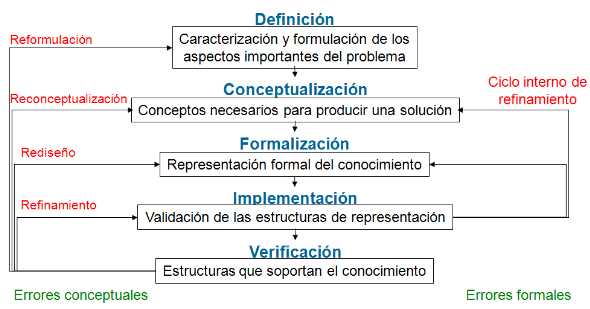 Definición
Reformulación
Caracterización y formulación de los
aspectos importantes del problema
Conceptualización
Reconceptualización
Conceptos necesarios para producir una solución
Ciclo interno de
refinamiento
Formalización
Rediseño
Representación formal del conocimiento
Implementación
Refinamiento
Validación de las estructuras de representación
Verificación
Estructuras que soportan el conocimiento
Errores conceptuales
Errores formales